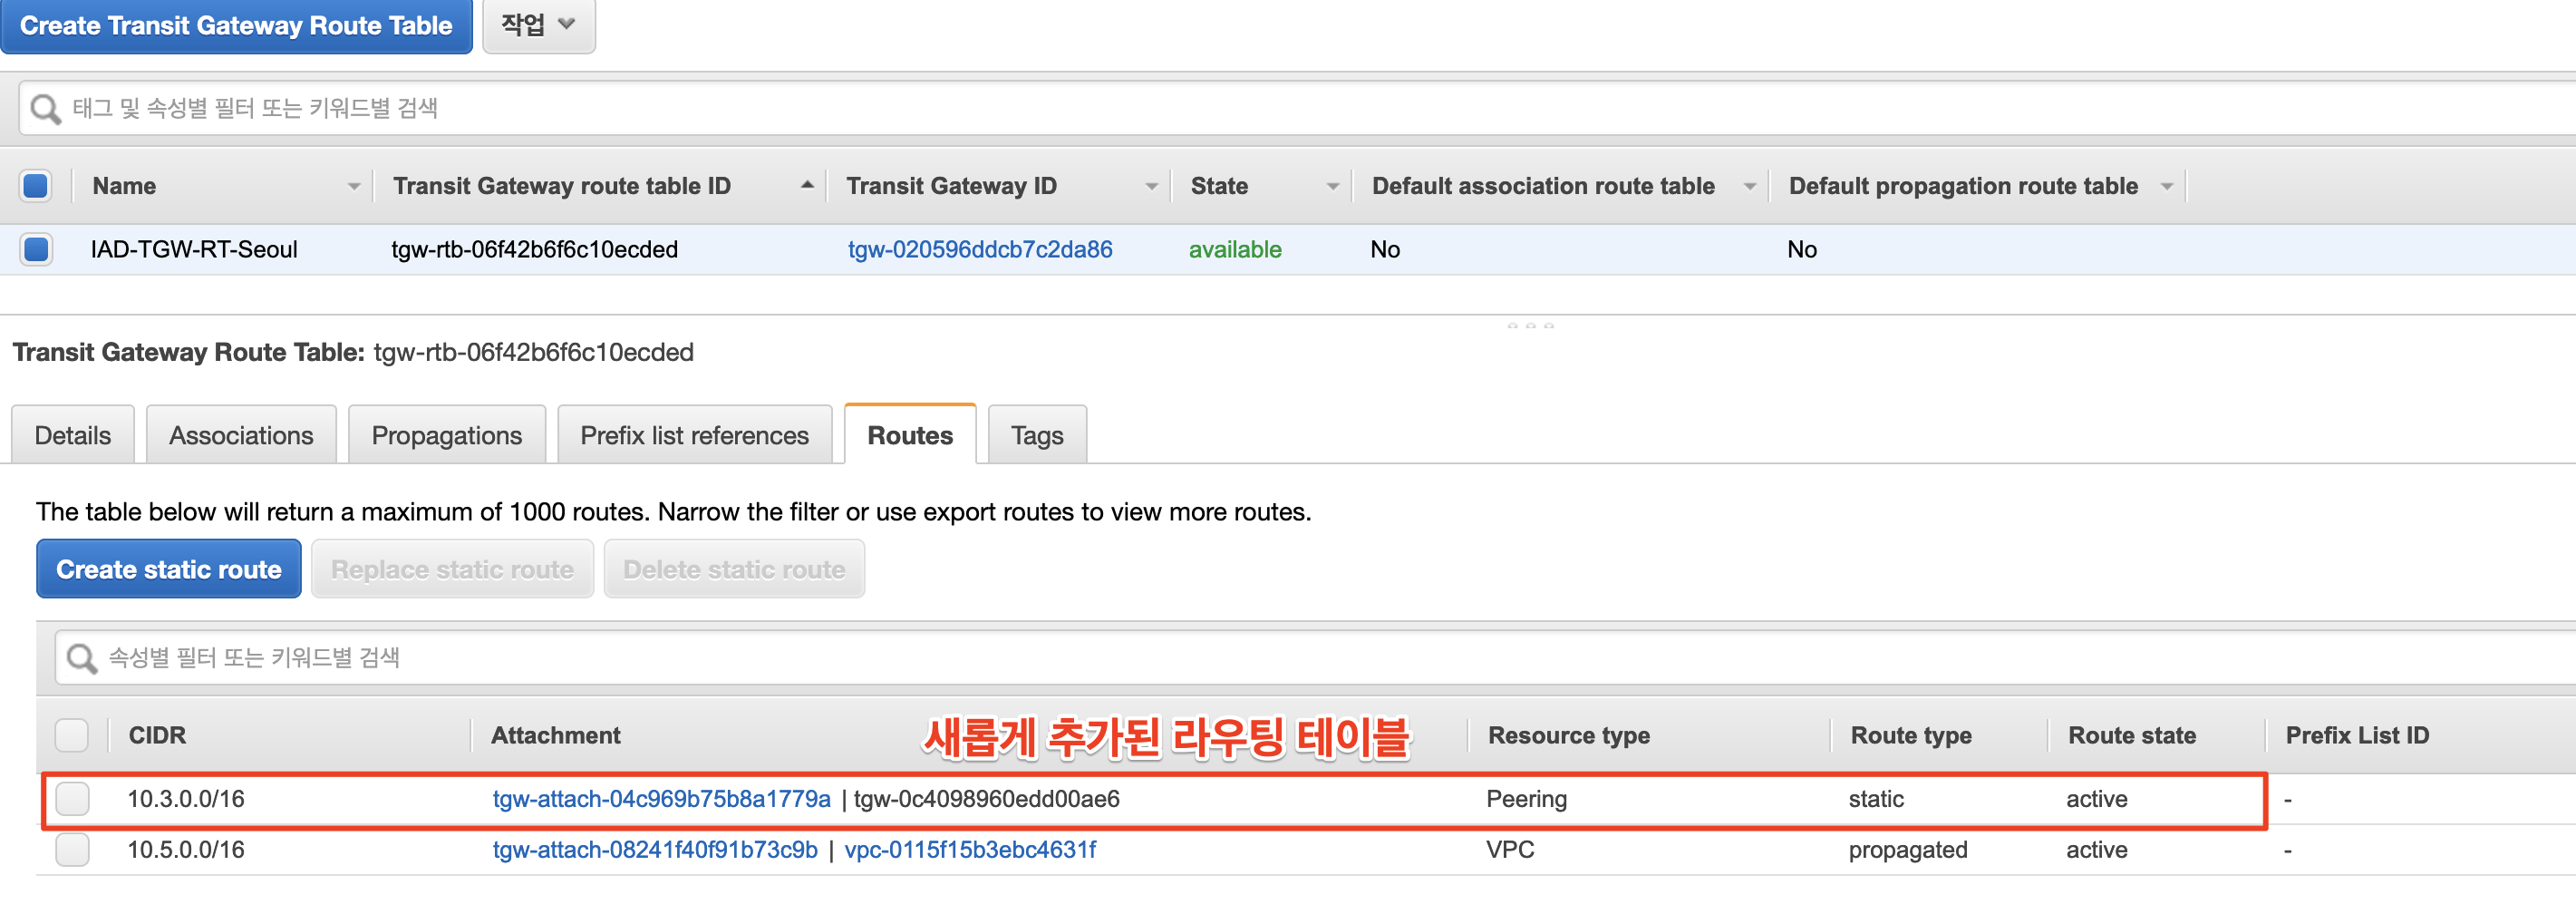 Create Transit Gateway Route Table 작업
태그 및 속성별 필터 또는 키워드별 검색
Name Transit Gateway route table ID Transit Gateway ID State Default association route table Default propagation route table
IAD-TGW-RT-Seoul tgw-rtb-06f42b6f6c10ecded tgw-020596ddcb7c2da86 available No No
Transit Gateway Route Table: tgw-rtb-06f42b6f6c10ecded
Details Associations Propagations Prefix list references Routes Tags
The table below will return a maximum of 1000 routes. Narrow the filter or use export routes to view more routes.
Create static route Replace static route Delete static route
속성별 필터 또는 키워드별 검색
CIDR Attachment 새롭게 추가된 라우팅 테이블 Resource type Route type Route state Prefix List ID
10.3.0.0/16 tgw-attach-04c969b75b8a1779a | tgw-0c4098960edd00ae6 Peering static active -
10.5.0.0/16 tgw-attach-08241f40f91b73c9b | vpc-0115f15b3ebc4631f VPC propagated active -